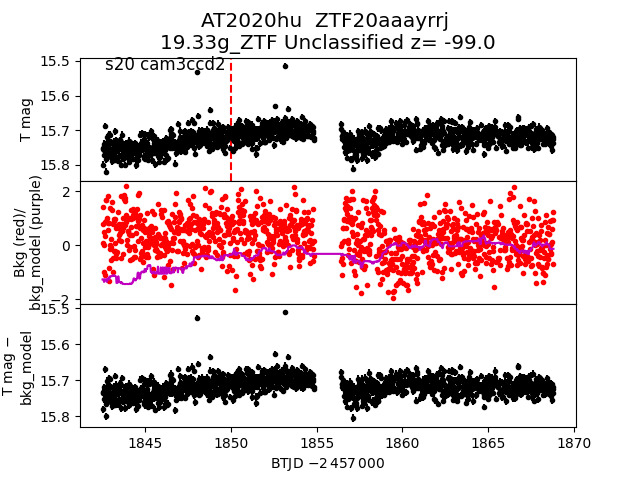 AT2020hu ZTF20aaayrrj
19.33g_ZTF Unclassified z= -99.0
s20 cam3ccd2
T mag
15.5
15.6
15.7
15.8
Bkg (red)/
bkg_model (purple)
2
0
−2
T mag −
bkg_model
15.5
15.6
15.7
15.8
1845 1850 1855 1860 1865 1870
BTJD −2 457 000